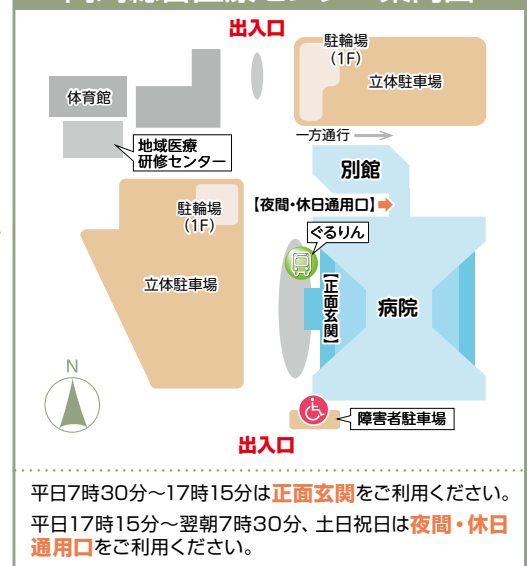 出入口
駐輪場
(1F)
立体駐車場
体育館
一方通行
地域医療
研修センター
別館
【夜間・休日通用口】
駐輪場
(1F)
ぐるりん
立体駐車場
【正面玄関】
病院
N
障害者駐車場
出入口
平日7時30分～17時15分は正面玄関をご利用ください。
平日17時15分～翌朝7時30分、土日祝日は夜間・休日
通用口をご利用ください。